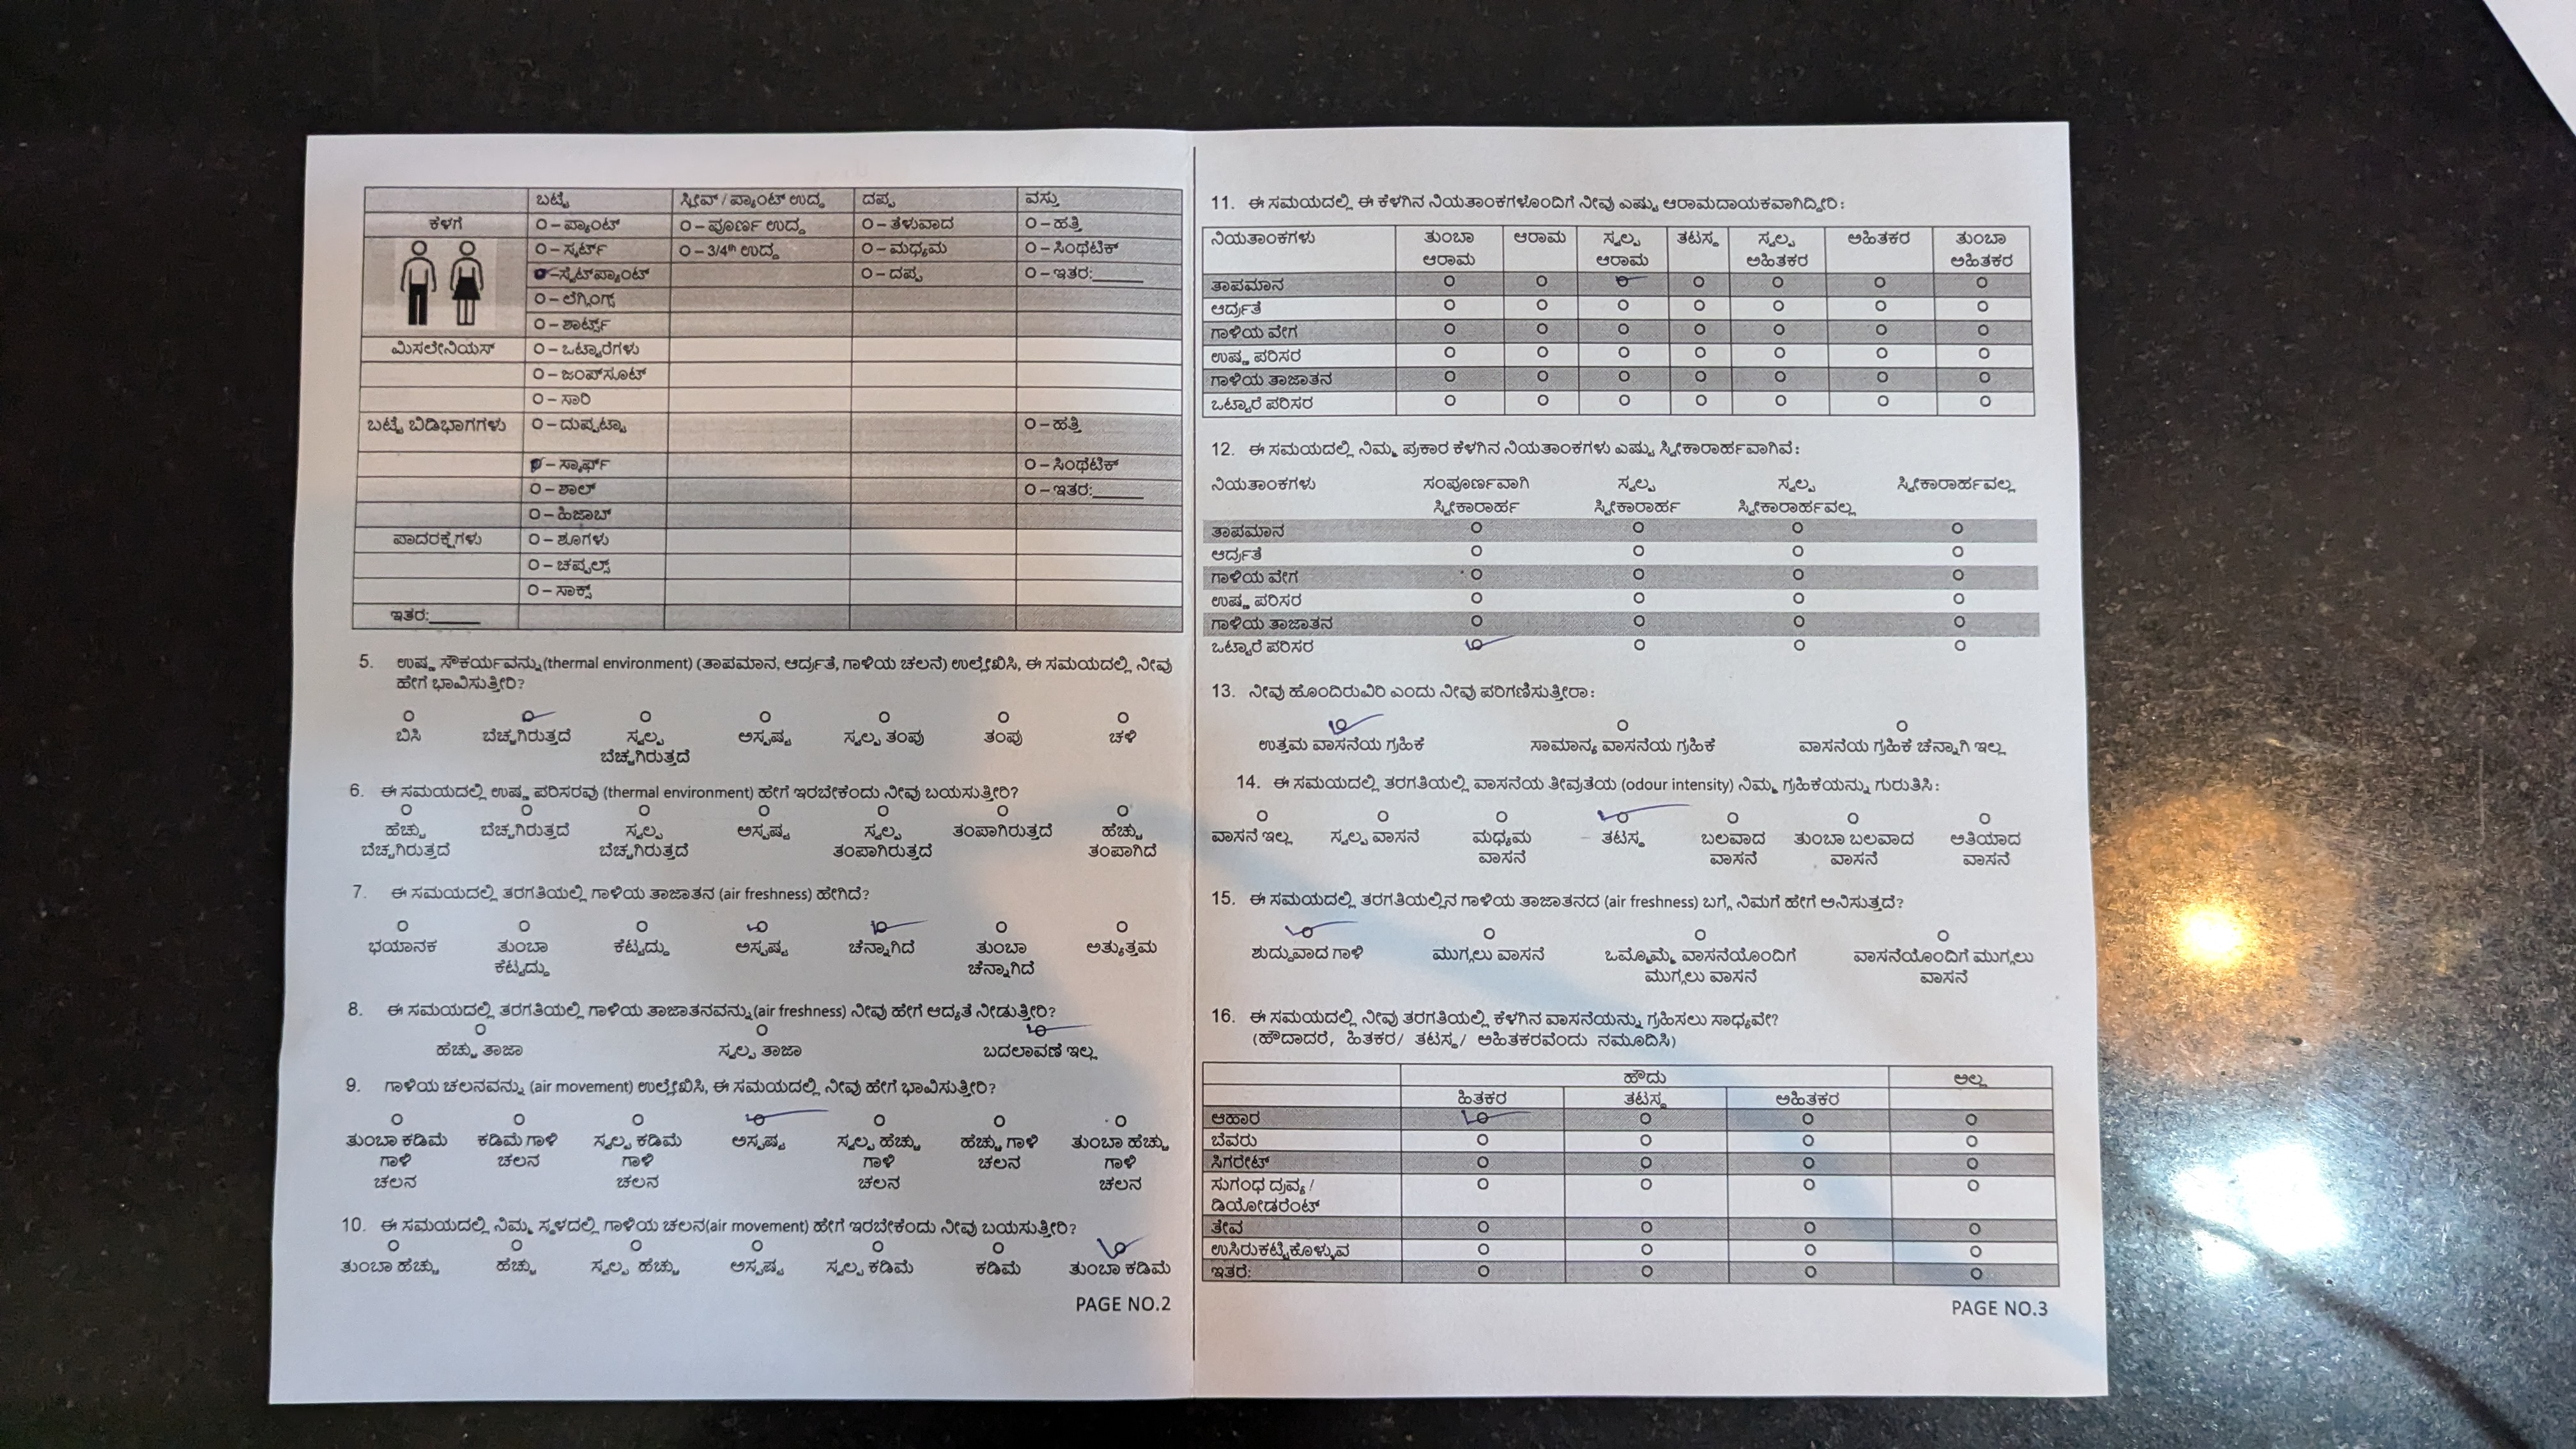 ಬಟ್ಟೆ ಸ್ಲೀವ್ / ಪ್ಯಾಂಟ್ ಉದ್ದ ದಪ್ಪ ವಸ್ತು
ಕೆಳಗೆ O – ಪ್ಯಾಂಟ್ O – ಪೂರ್ಣ ಉದ್ದ O – ತೆಳುವಾದ O – ಹತ್ತಿ
O – ಸ್ಕರ್ಟ್ O – 3/4th ಉದ್ದ O – ಮಧ್ಯಮ O – ಸಿಂಥೆಟಿಕ್
O –ಸ್ವೆಟ್‌ಪ್ಯಾಂಟ್ O – ದಪ್ಪ O – ಇತರ:______
O – ಲೆಗ್ಗಿಂಗ್ಸ್
O – ಶಾರ್ಟ್ಸ್
ಮಿಸಲೇನಿಯಸ್ O – ಒಟ್ಟಾರೆಗಳು
O – ಜಂಪ್‌ಸೂಟ್
O – ಸಾರಿ
ಬಟ್ಟೆ ಬಿಡಿಭಾಗಗಳು O – ದುಪ್ಪಟ್ಟಾ O – ಹತ್ತಿ
O – ಸ್ಕಾರ್ಫ್ O – ಸಿಂಥೆಟಿಕ್
O – ಶಾಲ್ O – ಇತರ:______
O – ಹಿಜಾಬ್
ಪಾದರಕ್ಷೆಗಳು O – ಶೂಗಳು
O – ಚಪ್ಪಲ್ಸ್
O – ಸಾಕ್ಸ್
ಇತರ:______
5. ಉಷ್ಣ ಸೌಕರ್ಯವನ್ನು(thermal environment) (ತಾಪಮಾನ, ಆರ್ದ್ರತೆ, ಗಾಳಿಯ ಚಲನೆ) ಉಲ್ಲೇಖಿಸಿ, ಈ ಸಮಯದಲ್ಲಿ ನೀವು
ಹೇಗೆ ಭಾವಿಸುತ್ತೀರಿ?
O O O O O O O
ಬಿಸಿ ಬೆಚ್ಚಗಿರುತ್ತದೆ ಸ್ವಲ್ಪ ಅಸ್ಪಷ್ಟ ಸ್ವಲ್ಪ ತಂಪು ತಂಪು ಚಳಿ
ಬೆಚ್ಚಗಿರುತ್ತದೆ
6. ಈ ಸಮಯದಲ್ಲಿ ಉಷ್ಣ ಪರಿಸರವು (thermal environment) ಹೇಗೆ ಇರಬೇಕೆಂದು ನೀವು ಬಯಸುತ್ತೀರಿ?
O O O O O O O
ಹೆಚ್ಚು ಬೆಚ್ಚಗಿರುತ್ತದೆ ಸ್ವಲ್ಪ ಅಸ್ಪಷ್ಟ ಸ್ವಲ್ಪ ತಂಪಾಗಿರುತ್ತದೆ ಹೆಚ್ಚು
ಬೆಚ್ಚಗಿರುತ್ತದೆ ಬೆಚ್ಚಗಿರುತ್ತದೆ ತಂಪಾಗಿರುತ್ತದೆ ತಂಪಾಗಿದೆ
7. ಈ ಸಮಯದಲ್ಲಿ ತರಗತಿಯಲ್ಲಿ ಗಾಳಿಯ ತಾಜಾತನ (air freshness) ಹೇಗಿದೆ?
O O O O O O O
ಭಯಾನಕ ತುಂಬಾ ಕೆಟ್ಟದ್ದು ಅಸ್ಪಷ್ಟ ಚೆನ್ನಾಗಿದೆ ತುಂಬಾ ಅತ್ಯುತ್ತಮ
ಕೆಟ್ಟದ್ದು ಚೆನ್ನಾಗಿದೆ
8. ಈ ಸಮಯದಲ್ಲಿ ತರಗತಿಯಲ್ಲಿ ಗಾಳಿಯ ತಾಜಾತನವನ್ನು(air freshness) ನೀವು ಹೇಗೆ ಆದ್ಯತೆ ನೀಡುತ್ತೀರಿ?
O O O
ಹೆಚ್ಚು ತಾಜಾ ಸ್ವಲ್ಪ ತಾಜಾ ಬದಲಾವಣೆ ಇಲ್ಲ
9. ಗಾಳಿಯ ಚಲನವನ್ನು (air movement) ಉಲ್ಲೇಖಿಸಿ, ಈ ಸಮಯದಲ್ಲಿ ನೀವು ಹೇಗೆ ಭಾವಿಸುತ್ತೀರಿ?
O O O O O O O
ತುಂಬಾ ಕಡಿಮೆ ಕಡಿಮೆ ಗಾಳಿ ಸ್ವಲ್ಪ ಕಡಿಮೆ ಅಸ್ಪಷ್ಟ ಸ್ವಲ್ಪ ಹೆಚ್ಚು ಹೆಚ್ಚು ಗಾಳಿ ತುಂಬಾ ಹೆಚ್ಚು
ಗಾಳಿ ಚಲನ ಗಾಳಿ ಗಾಳಿ ಚಲನ ಗಾಳಿ
ಚಲನ ಚಲನ ಚಲನ ಚಲನ
10. ಈ ಸಮಯದಲ್ಲಿ ನಿಮ್ಮ ಸ್ಥಳದಲ್ಲಿ ಗಾಳಿಯ ಚಲನ(air movement) ಹೇಗೆ ಇರಬೇಕೆಂದು ನೀವು ಬಯಸುತ್ತೀರಿ?
O O O O O O O
ತುಂಬಾ ಹೆಚ್ಚು ಹೆಚ್ಚು ಸ್ವಲ್ಪ ಹೆಚ್ಚು ಅಸ್ಪಷ್ಟ ಸ್ವಲ್ಪ ಕಡಿಮೆ ಕಡಿಮೆ ತುಂಬಾ ಕಡಿಮೆ
PAGE NO.2
11. ಈ ಸಮಯದಲ್ಲಿ ಈ ಕೆಳಗಿನ ನಿಯತಾಂಕಗಳೊಂದಿಗೆ ನೀವು ಎಷ್ಟು ಆರಾಮದಾಯಕವಾಗಿದ್ದೀರಿ:
ನಿಯತಾಂಕಗಳು ತುಂಬಾ ಆರಾಮ ಸ್ವಲ್ಪ ತಟಸ್ಥ ಸ್ವಲ್ಪ ಅಹಿತಕರ ತುಂಬಾ
ಆರಾಮ ಆರಾಮ ಅಹಿತಕರ ಅಹಿತಕರ
ತಾಪಮಾನ O O O O O O O
ಆರ್ದ್ರತೆ O O O O O O O
ಗಾಳಿಯ ವೇಗ O O O O O O O
ಉಷ್ಣ ಪರಿಸರ O O O O O O O
ಗಾಳಿಯ ತಾಜಾತನ O O O O O O O
ಒಟ್ಟಾರೆ ಪರಿಸರ O O O O O O O
12. ಈ ಸಮಯದಲ್ಲಿ ನಿಮ್ಮ ಪ್ರಕಾರ ಕೆಳಗಿನ ನಿಯತಾಂಕಗಳು ಎಷ್ಟು ಸ್ವೀಕಾರಾರ್ಹವಾಗಿವೆ:
ನಿಯತಾಂಕಗಳು ಸಂಪೂರ್ಣವಾಗಿ ಸ್ವಲ್ಪ ಸ್ವಲ್ಪ ಸ್ವೀಕಾರಾರ್ಹವಲ್ಲ
ಸ್ವೀಕಾರಾರ್ಹ ಸ್ವೀಕಾರಾರ್ಹ ಸ್ವೀಕಾರಾರ್ಹವಲ್ಲ
ತಾಪಮಾನ O O O O
ಆರ್ದ್ರತೆ O O O O
ಗಾಳಿಯ ವೇಗ O O O O
ಉಷ್ಣ ಪರಿಸರ O O O O
ಗಾಳಿಯ ತಾಜಾತನ O O O O
ಒಟ್ಟಾರೆ ಪರಿಸರ O O O O
13. ನೀವು ಹೊಂದಿರುವಿರಿ ಎಂದು ನೀವು ಪರಿಗಣಿಸುತ್ತೀರಾ:
O O O
ಉತ್ತಮ ವಾಸನೆಯ ಗ್ರಹಿಕೆ ಸಾಮಾನ್ಯ ವಾಸನೆಯ ಗ್ರಹಿಕೆ ವಾಸನೆಯ ಗ್ರಹಿಕೆ ಚೆನ್ನಾಗಿ ಇಲ್ಲ
14. ಈ ಸಮಯದಲ್ಲಿ ತರಗತಿಯಲ್ಲಿ ವಾಸನೆಯ ತೀವ್ರತೆಯ (odour intensity) ನಿಮ್ಮ ಗ್ರಹಿಕೆಯನ್ನು ಗುರುತಿಸಿ:
O O O O O O O
ವಾಸನೆ ಇಲ್ಲ ಸ್ವಲ್ಪ ವಾಸನೆ ಮಧ್ಯಮ ತಟಸ್ಥ ಬಲವಾದ ತುಂಬಾ ಬಲವಾದ ಅತಿಯಾದ
ವಾಸನೆ ವಾಸನೆ ವಾಸನೆ ವಾಸನೆ
15. ಈ ಸಮಯದಲ್ಲಿ ತರಗತಿಯಲ್ಲಿನ ಗಾಳಿಯ ತಾಜಾತನದ (air freshness) ಬಗ್ಗೆ ನಿಮಗೆ ಹೇಗೆ ಅನಿಸುತ್ತದೆ?
O O O O
ಶುದ್ಧವಾದ ಗಾಳಿ ಮುಗ್ಗಲು ವಾಸನೆ ಒಮ್ಮೊಮ್ಮೆ ವಾಸನೆಯೊಂದಿಗೆ ವಾಸನೆಯೊಂದಿಗೆ ಮುಗ್ಗಲು
ಮುಗ್ಗಲು ವಾಸನೆ ವಾಸನೆ
16. ಈ ಸಮಯದಲ್ಲಿ ನೀವು ತರಗತಿಯಲ್ಲಿ ಕೆಳಗಿನ ವಾಸನೆಯನ್ನು ಗ್ರಹಿಸಲು ಸಾಧ್ಯವೇ?
(ಹೌದಾದರೆ, ಹಿತಕರ/ ತಟಸ್ಥ/ ಅಹಿತಕರವೆಂದು ನಮೂದಿಸಿ)
ಹೌದು ಅಲ್ಲ
ಹಿತಕರ ತಟಸ್ಥ ಅಹಿತಕರ
ಆಹಾರ O O O O
ಬೆವರು O O O O
ಸಿಗರೇಟ್ O O O O
ಸುಗಂಧ ದ್ರವ್ಯ / O O O O
ಡಿಯೋಡರೆಂಟ್
ತೇವ O O O O
ಉಸಿರುಕಟ್ಟಿಕೊಳ್ಳುವ O O O O
ಇತರೆ: O O O O
PAGE NO.3